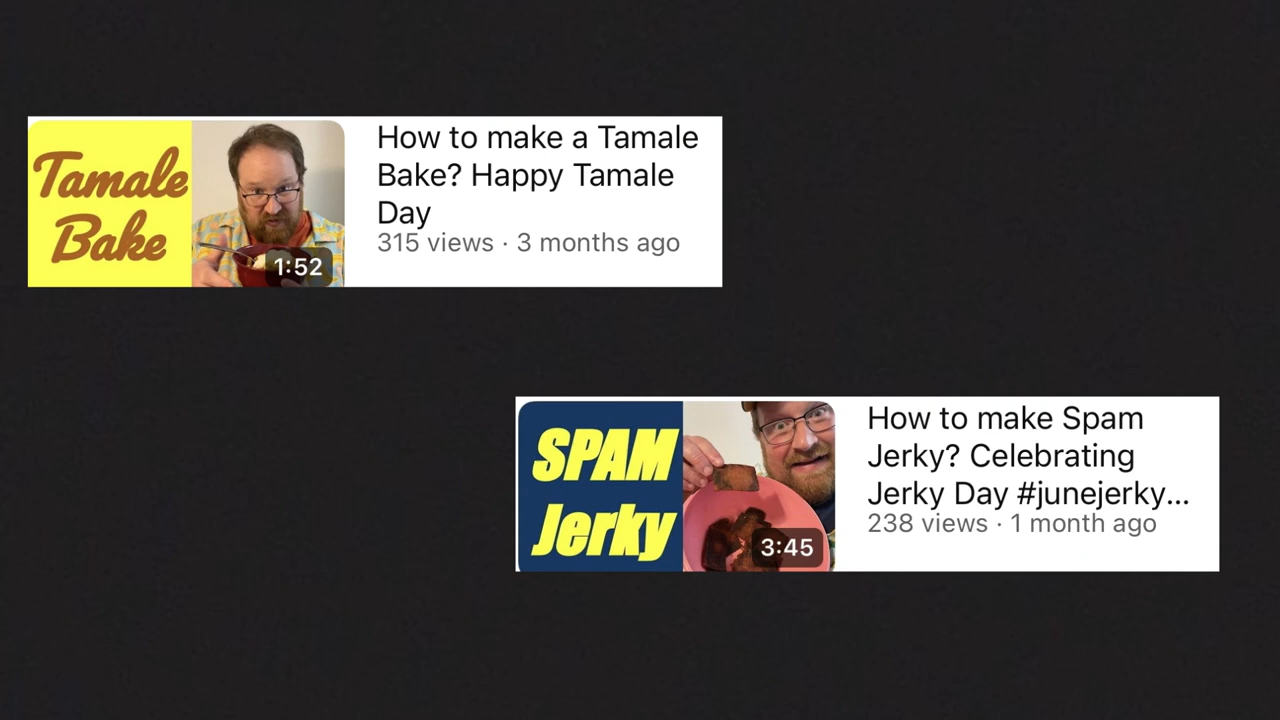 Tamale
Bake
1:52
How to make a Tamale
Bake? Happy Tamale
Day
315 views · 3 months ago
SPAM
Jerky
3:45
How to make Spam
Jerky? Celebrating
Jerky Day #junejerky...
238 views · 1 month ago